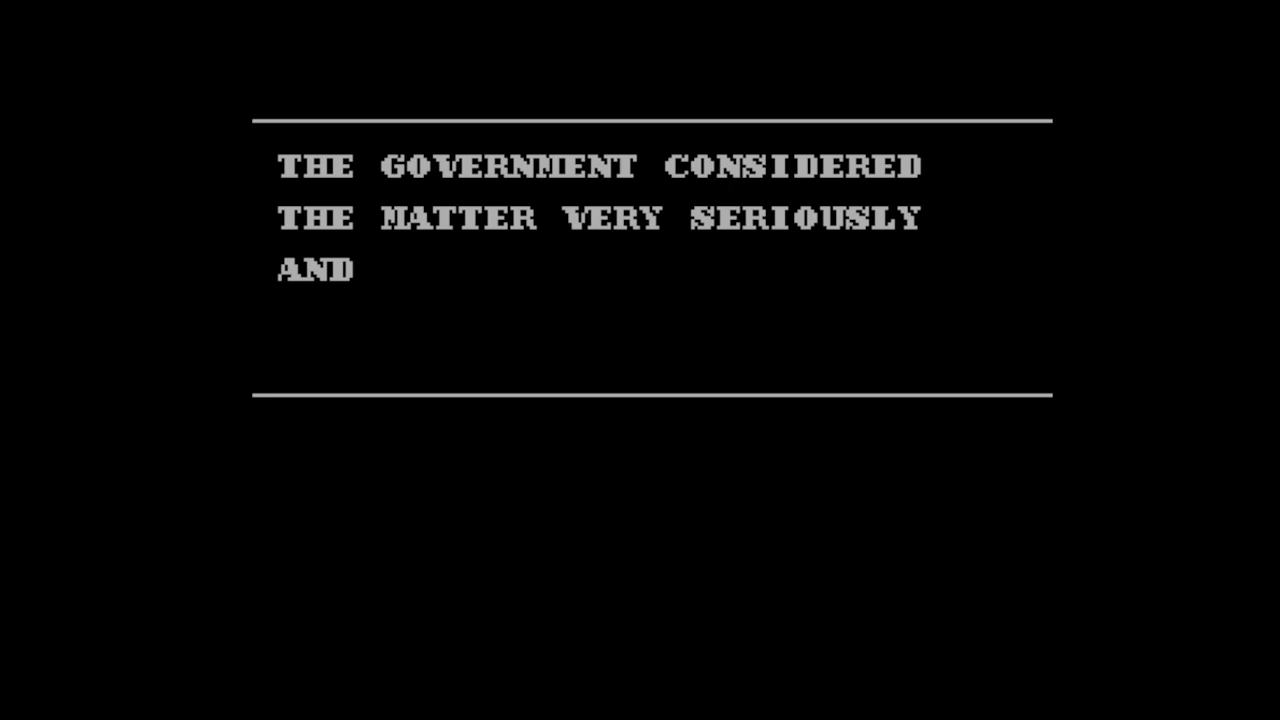 THE GOVERNMENT CONSIDERED
THE MATTER VERY SERIOUSLY
AND